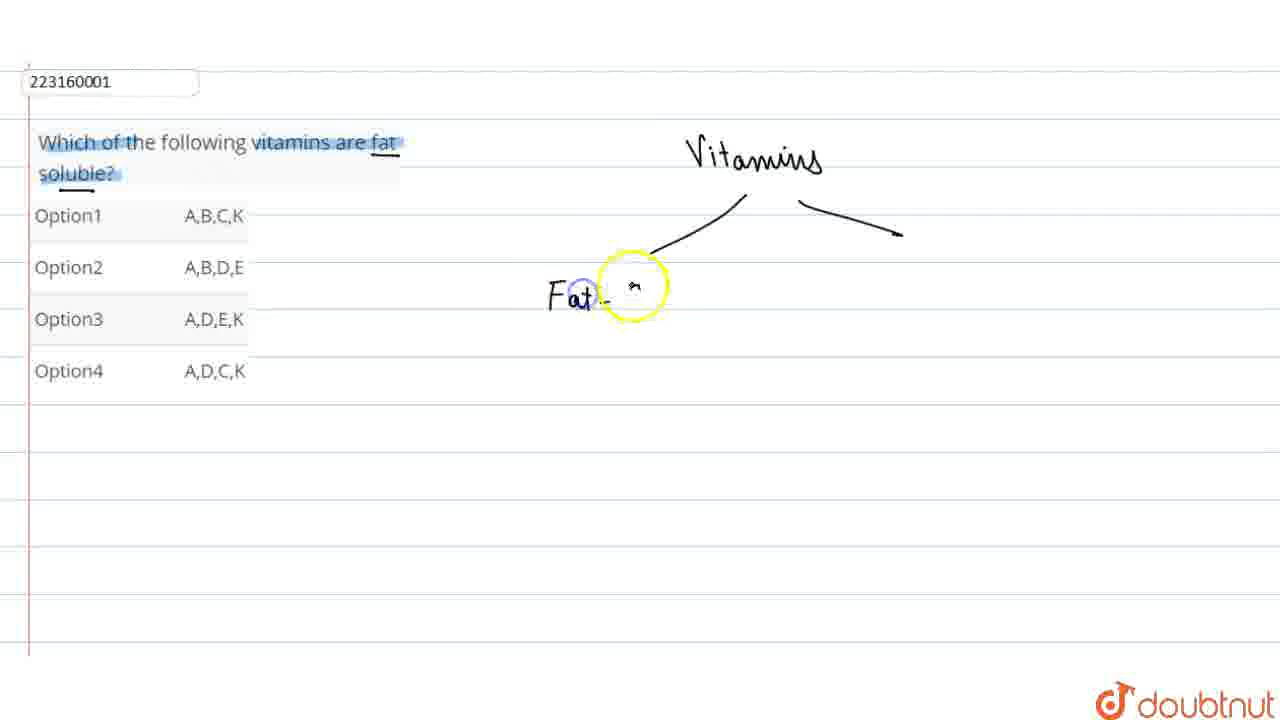 223160001
Which of the following vitamins are fat
soluble?
Option1 A,B,C,K
Option2 A,B,D,E
Option3 A,D,E,K
Option4 A,D,C,K
Vitamins
Fat -
doubtnut